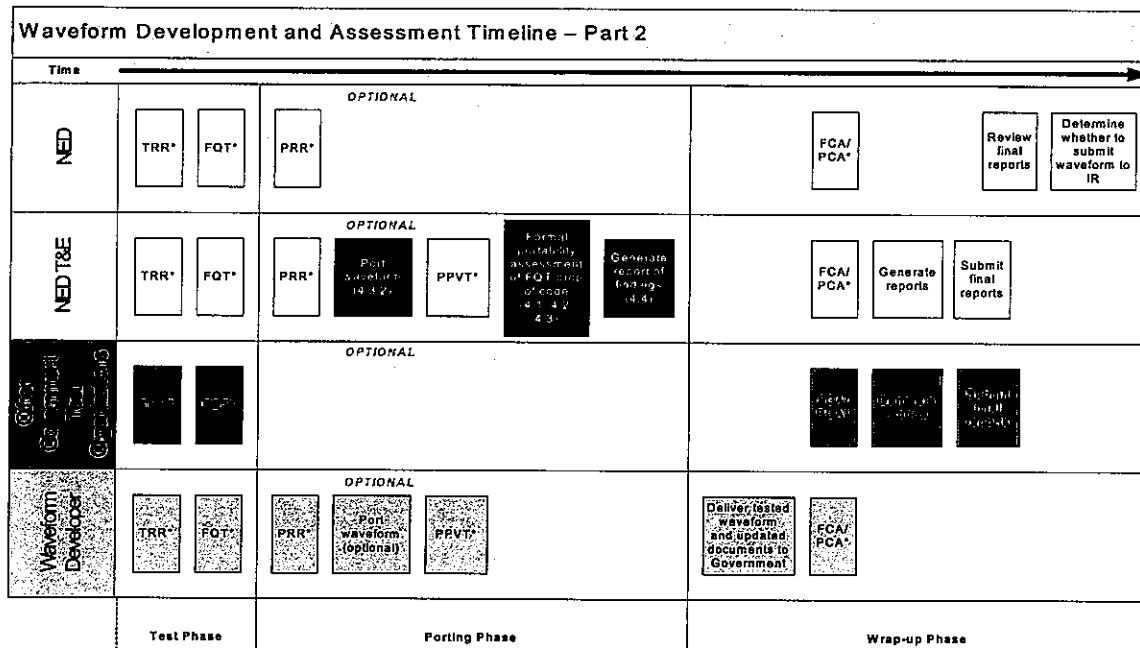 Waveform Development and Assessment Timeline – Part 2
Time
NED
OPTIONAL
TRR*
FQT*
PRR*
FCA/
PCA*
Review
final
reports
Determine
whether to
submit
waveform to
IR
NED T&E
OPTIONAL
TRR*
FQT*
PRR*
Port
waveform
(4.3.2)
PPVT*
Formal
portability
assessment
of FQT drop
of code
(4.1, 4.2,
4.3)
Generate
report of
findings
(4.4)
FCA/
PCA*
Generate
reports
Submit
final
reports
Other
Government
Test
OPTIONAL
Waveform
Developer
OPTIONAL
TRR*
FQT*
PRR*
Port
waveform
(optional)
PPVT*
Deliver tested
waveform
and updated
documents to
Government
FCA/
PCA*
Test Phase
Porting Phase
Wrap-up Phase